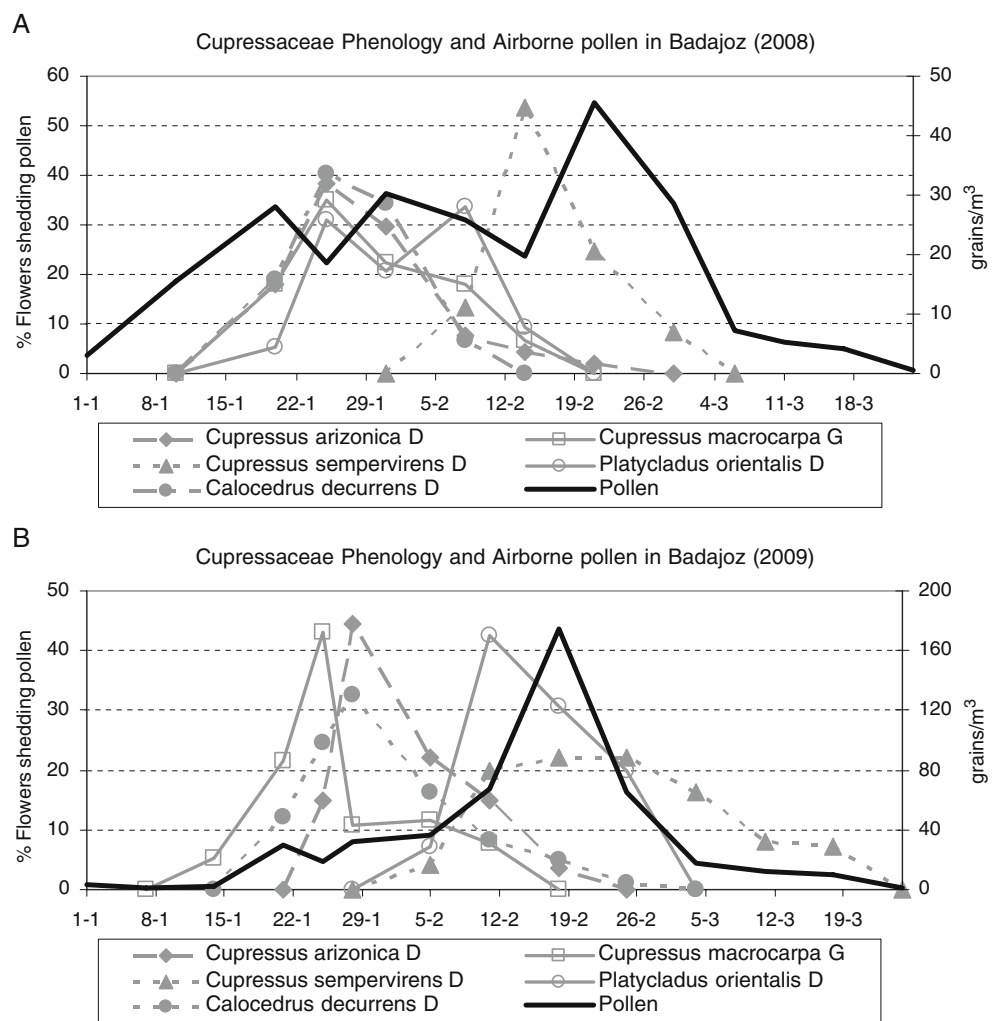 A
Cupressaceae Phenology and Airborne pollen in Badajoz (2008)
% Flowers shedding pollen
60
50
40
30
20
10
0
50
40
30
20
10
0
grains/m³
1-1 8-1 15-1 22-1 29-1 5-2 12-2 19-2 26-2 4-3 11-3 18-3
Cupressus arizonica D Cupressus macrocarpa G
Cupressus sempervirens D Platycladus orientalis D
Calocedrus decurrens D Pollen
B
Cupressaceae Phenology and Airborne pollen in Badajoz (2009)
% Flowers shedding pollen
50
40
30
20
10
0
200
160
120
80
40
0
grains/m³
1-1 8-1 15-1 22-1 29-1 5-2 12-2 19-2 26-2 5-3 12-3 19-3
Cupressus arizonica D Cupressus macrocarpa G
Cupressus sempervirens D Platycladus orientalis D
Calocedrus decurrens D Pollen